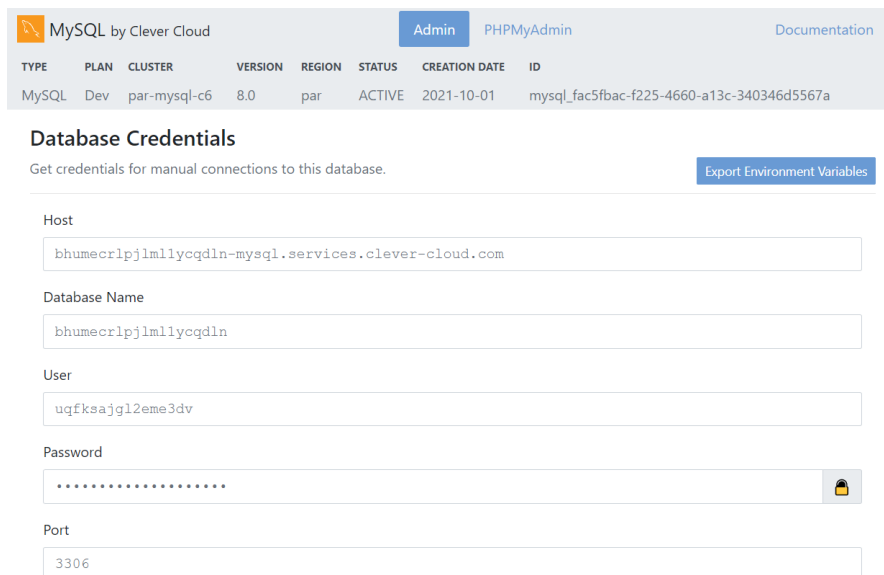 MySQL by Clever Cloud Admin PHPMyAdmin Documentation
TYPE PLAN CLUSTER VERSION REGION STATUS CREATION DATE ID
MySQL Dev par-mysql-c6 8.0 par ACTIVE 2021-10-01 mysql_fac5fbac-f225-4660-a13c-340346d5567a
Database Credentials
Get credentials for manual connections to this database.
Export Environment Variables
Host
bhumecrlpjlmllycqdln-mysql.services.clever-cloud.com
Database Name
bhumecrlpjlmllycqdln
User
uqfksajgl2eme3dv
Password
•••••••••••••••••••• 
Port
3306